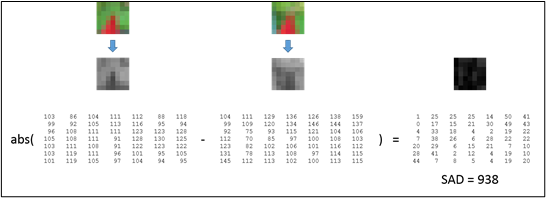 103 86 104 111 112 88 118 104 111 129 136 126 138 159 1 25 25 25 14 50 41
99 92 105 113 116 95 94 99 109 120 134 146 144 137 0 17 15 21 30 49 43
96 108 111 111 123 123 128 92 75 93 115 121 104 106 4 33 18 4 2 19 22
abs( 105 108 111 91 128 130 125 - 112 70 85 97 100 108 103 ) = 7 38 26 6 28 22 22
103 111 108 91 122 123 122 123 82 102 106 101 116 112 20 29 6 15 21 7 10
103 119 111 96 101 95 105 131 78 113 108 97 114 115 28 41 2 12 4 19 10
101 119 105 97 104 94 95 145 112 113 102 100 113 115 44 7 8 5 4 19 20
SAD = 938